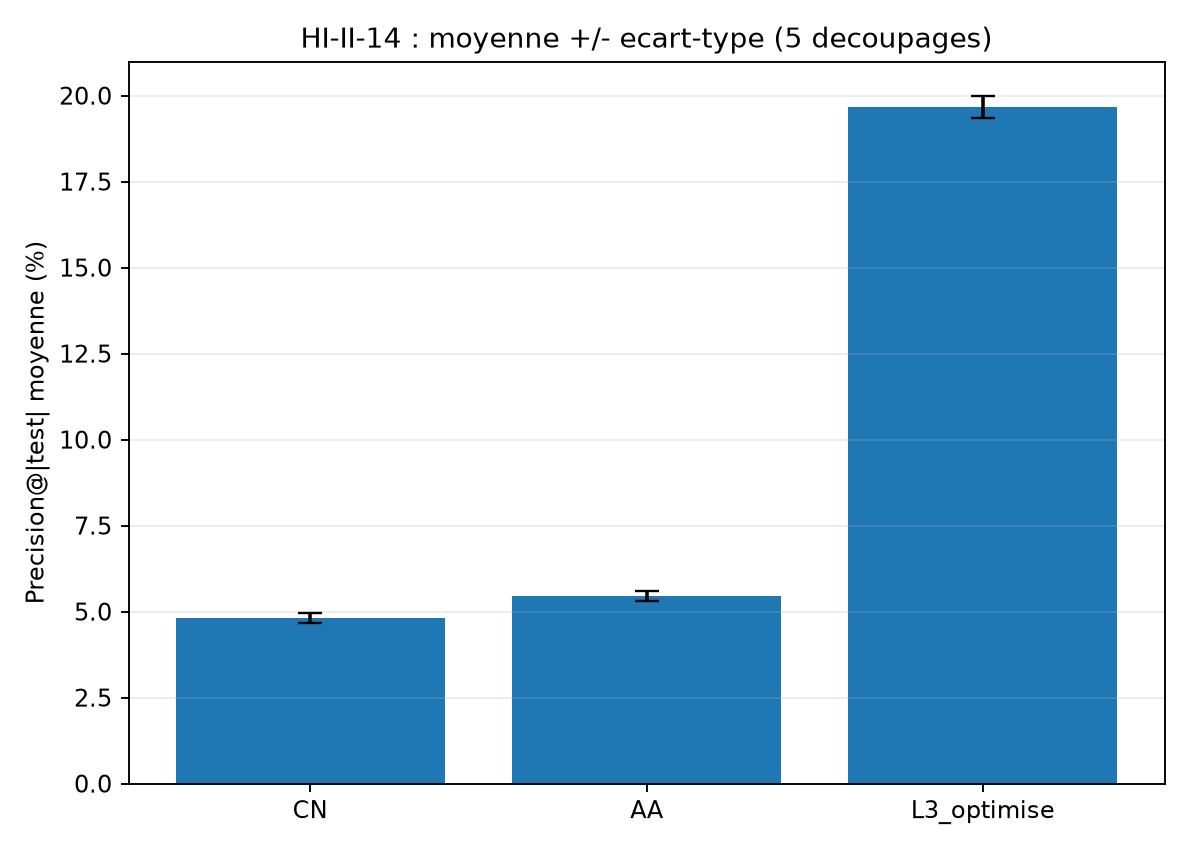 HI-II-14 : moyenne +/- ecart-type (5 decoupages)
Precision@|test| moyenne (%)
20.0
17.5
15.0
12.5
10.0
7.5
5.0
2.5
0.0
CN
AA
L3_optimise